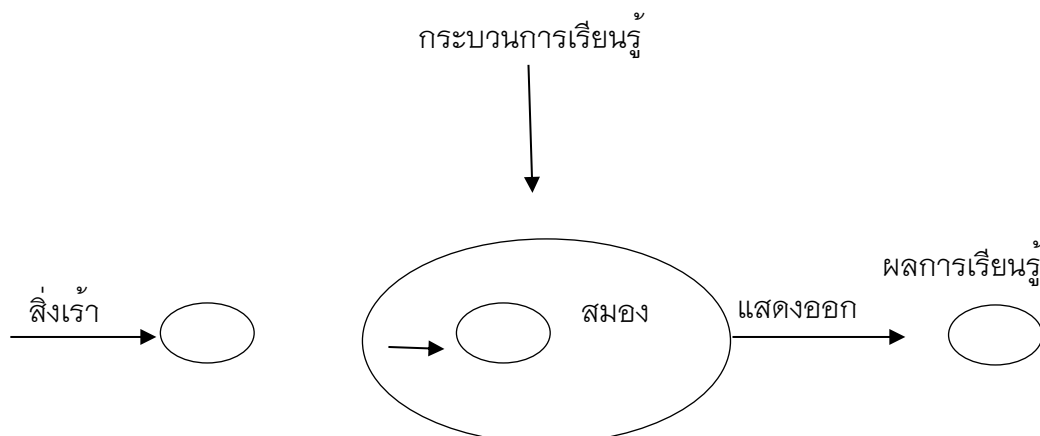 กระบวนการเรียนรู้
ผลการเรียนรู้
สิ่งเร้า
สมอง
แสดงออก